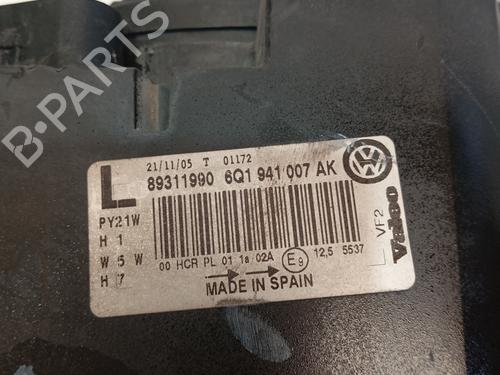 21/11/05 T 01172
L 89311990 6Q1 941 007 AK
PY21W
H 1
W 5 W
H 7
00 HCR PL 01 1a 02A E9 12,5 5537
MADE IN SPAIN
VF2
Valeo
B-PARTS